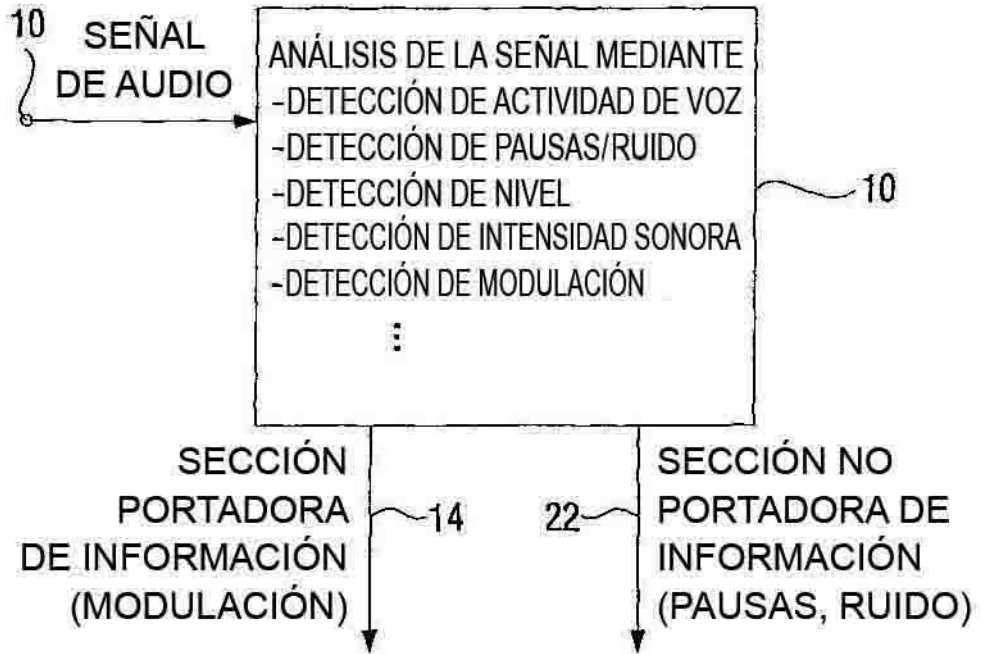 10
SEÑAL
DE AUDIO
ANÁLISIS DE LA SEÑAL MEDIANTE
-DETECCIÓN DE ACTIVIDAD DE VOZ
-DETECCIÓN DE PAUSAS/RUIDO
-DETECCIÓN DE NIVEL
-DETECCIÓN DE INTENSIDAD SONORA
-DETECCIÓN DE MODULACIÓN
⋮
10
SECCIÓN
PORTADORA
DE INFORMACIÓN
(MODULACIÓN)
14
22
SECCIÓN NO
PORTADORA DE
INFORMACIÓN
(PAUSAS, RUIDO)